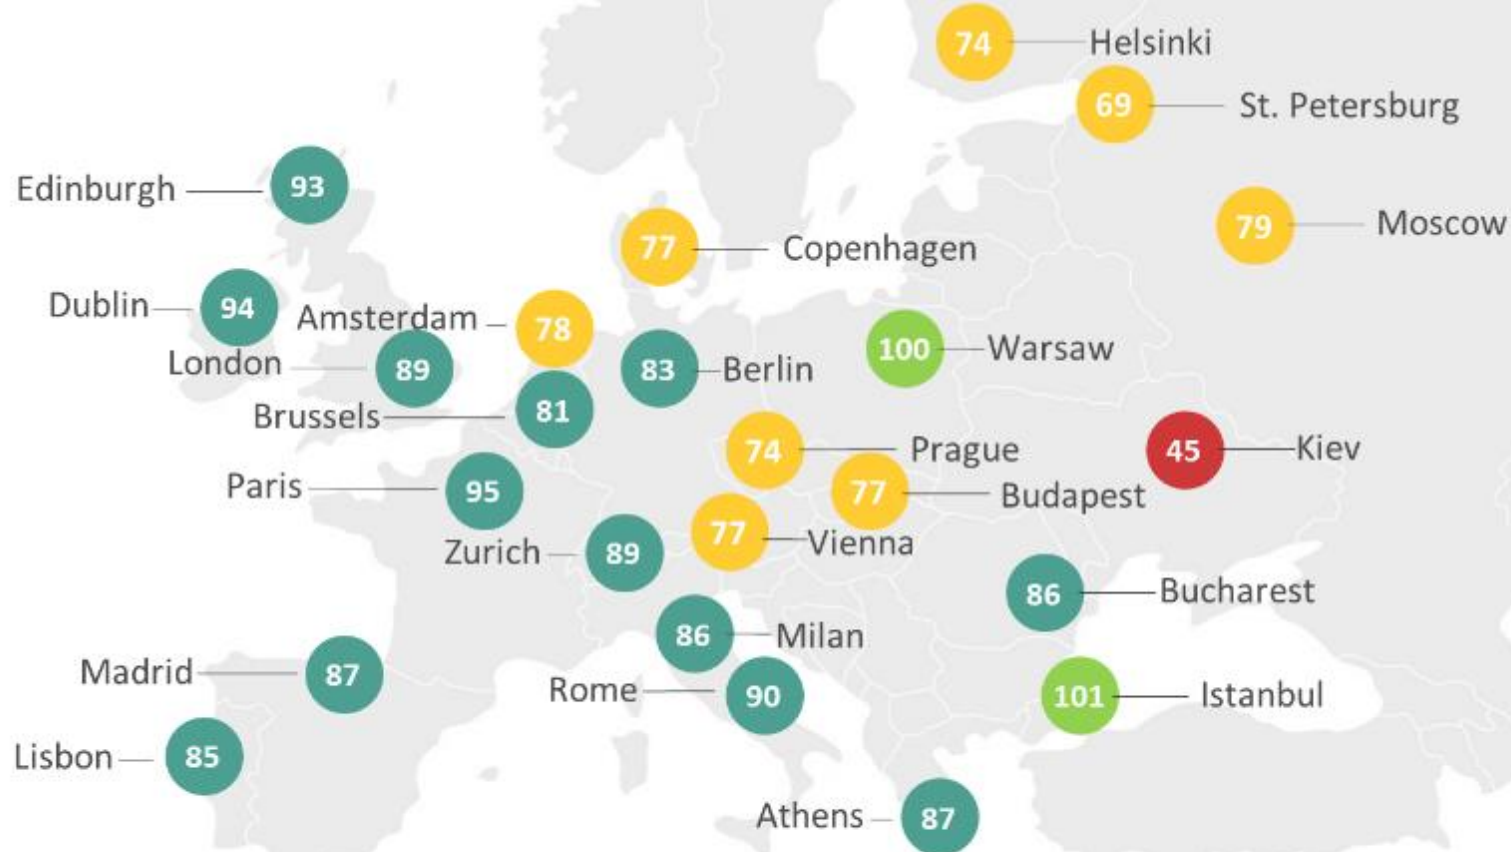 74 Helsinki
69 St. Petersburg
Edinburgh 93
79 Moscow
77 Copenhagen
Dublin 94
Amsterdam 78
100 Warsaw
London 89
83 Berlin
Brussels 81
74 Prague
45 Kiev
Paris 95
77 Budapest
77 Vienna
Zurich 89
86 Bucharest
86 Milan
Madrid 87
Rome 90
101 Istanbul
Lisbon 85
Athens 87